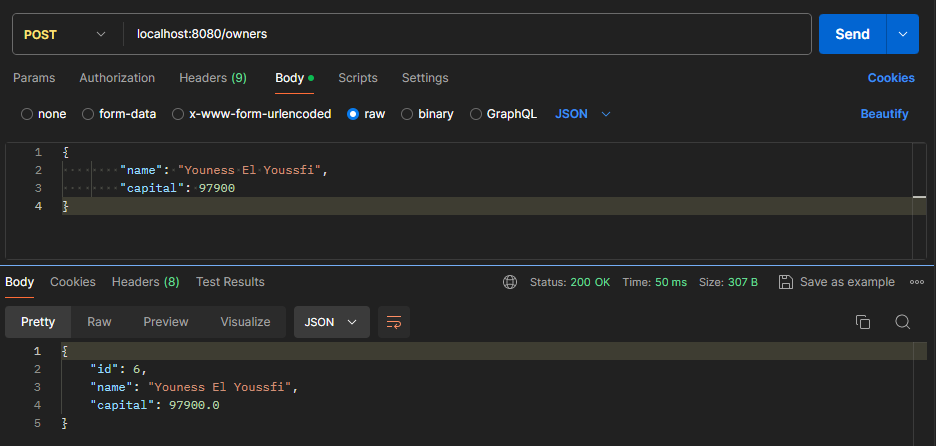 POST localhost:8080/owners Send
Params Authorization Headers (9) Body Scripts Settings Cookies
none form-data x-www-form-urlencoded raw binary GraphQL JSON Beautify
1 {
2 "name": "Youness El Youssfi",
3 "capital": 97900
4 }
Body Cookies Headers (8) Test Results Status: 200 OK Time: 50 ms Size: 307 B Save as example
Pretty Raw Preview Visualize JSON
1 {
2 "id": 6,
3 "name": "Youness El Youssfi",
4 "capital": 97900.0
5 }